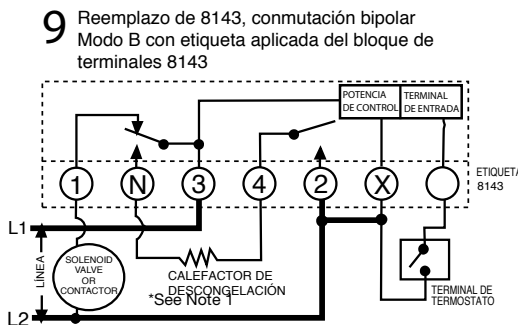 9 Reemplazo de 8143, conmutación bipolar
Modo B con etiqueta aplicada del bloque de
terminales 8143
POTENCIA
DE CONTROL
TERMINAL
DE ENTRADA
1 N 3 4 2 X
ETIQUETA
8143
L1
LÍNEA
SOLENOID
VALVE
OR
CONTACTOR
CALEFACTOR DE
DESCONGELACIÓN
*See Note 1
TERMINAL DE
TERMOSTATO
L2